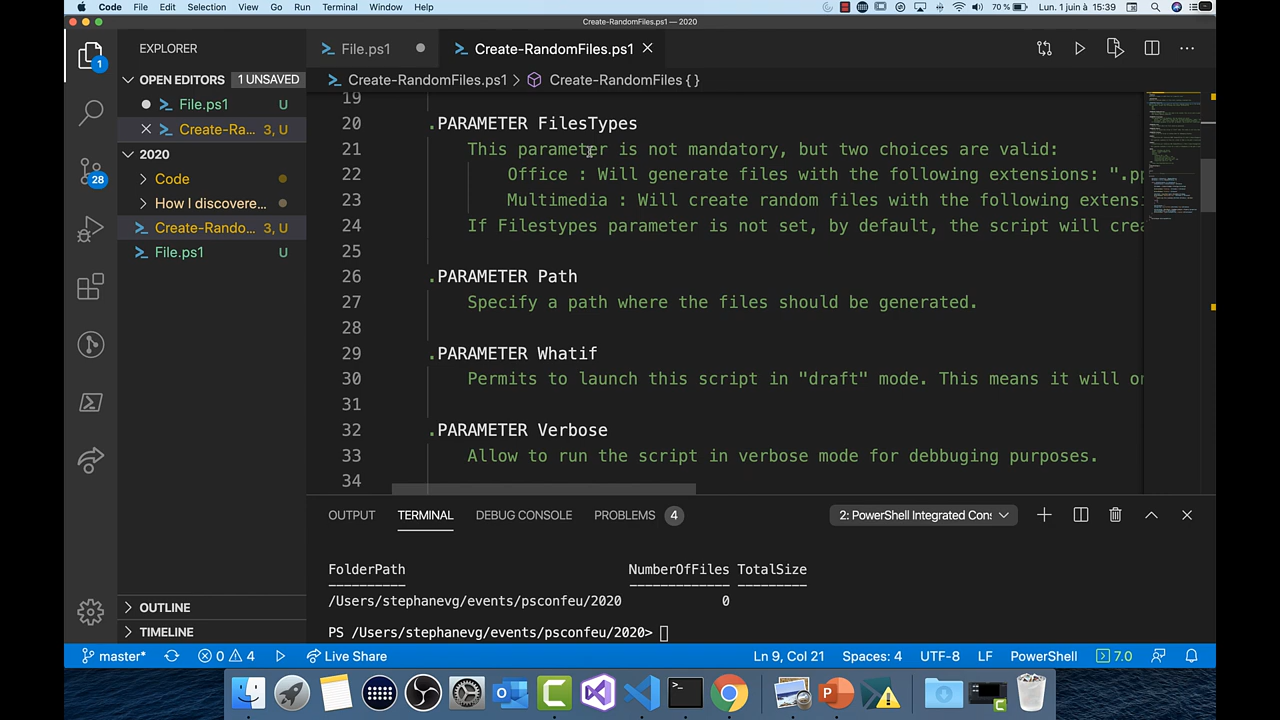 Code File Edit Selection View Go Run Terminal Window Help 70 % Lun. 1 juin à 15:39
Create-RandomFiles.ps1 — 2020
EXPLORER
File.ps1
Create-RandomFiles.ps1
OPEN EDITORS 1 UNSAVED
Create-RandomFiles.ps1 > Create-RandomFiles { }
File.ps1 U
Create-Ra... 3, U
2020
Code
How I discovere...
Create-Rando... 3, U
File.ps1 U
19
20 .PARAMETER FilesTypes
21 This parameter is not mandatory, but two choices are valid:
22 Office : Will generate files with the following extensions: ".pp
23 Multimedia : Will create random files with the following extensi
24 If Filestypes parameter is not set, by default, the script will crea
25
26 .PARAMETER Path
27 Specify a path where the files should be generated.
28
29 .PARAMETER Whatif
30 Permits to launch this script in "draft" mode. This means it will on
31
32 .PARAMETER Verbose
33 Allow to run the script in verbose mode for debbuging purposes.
34
OUTPUT TERMINAL DEBUG CONSOLE PROBLEMS 4 2: PowerShell Integrated Cons
FolderPath NumberOfFiles TotalSize
---------- ------------- ---------
/Users/stephanevg/events/psconfeu/2020 0
PS /Users/stephanevg/events/psconfeu/2020>
OUTLINE
TIMELINE
1
28
master* 0 4 Live Share Ln 9, Col 21 Spaces: 4 UTF-8 LF PowerShell 7.0